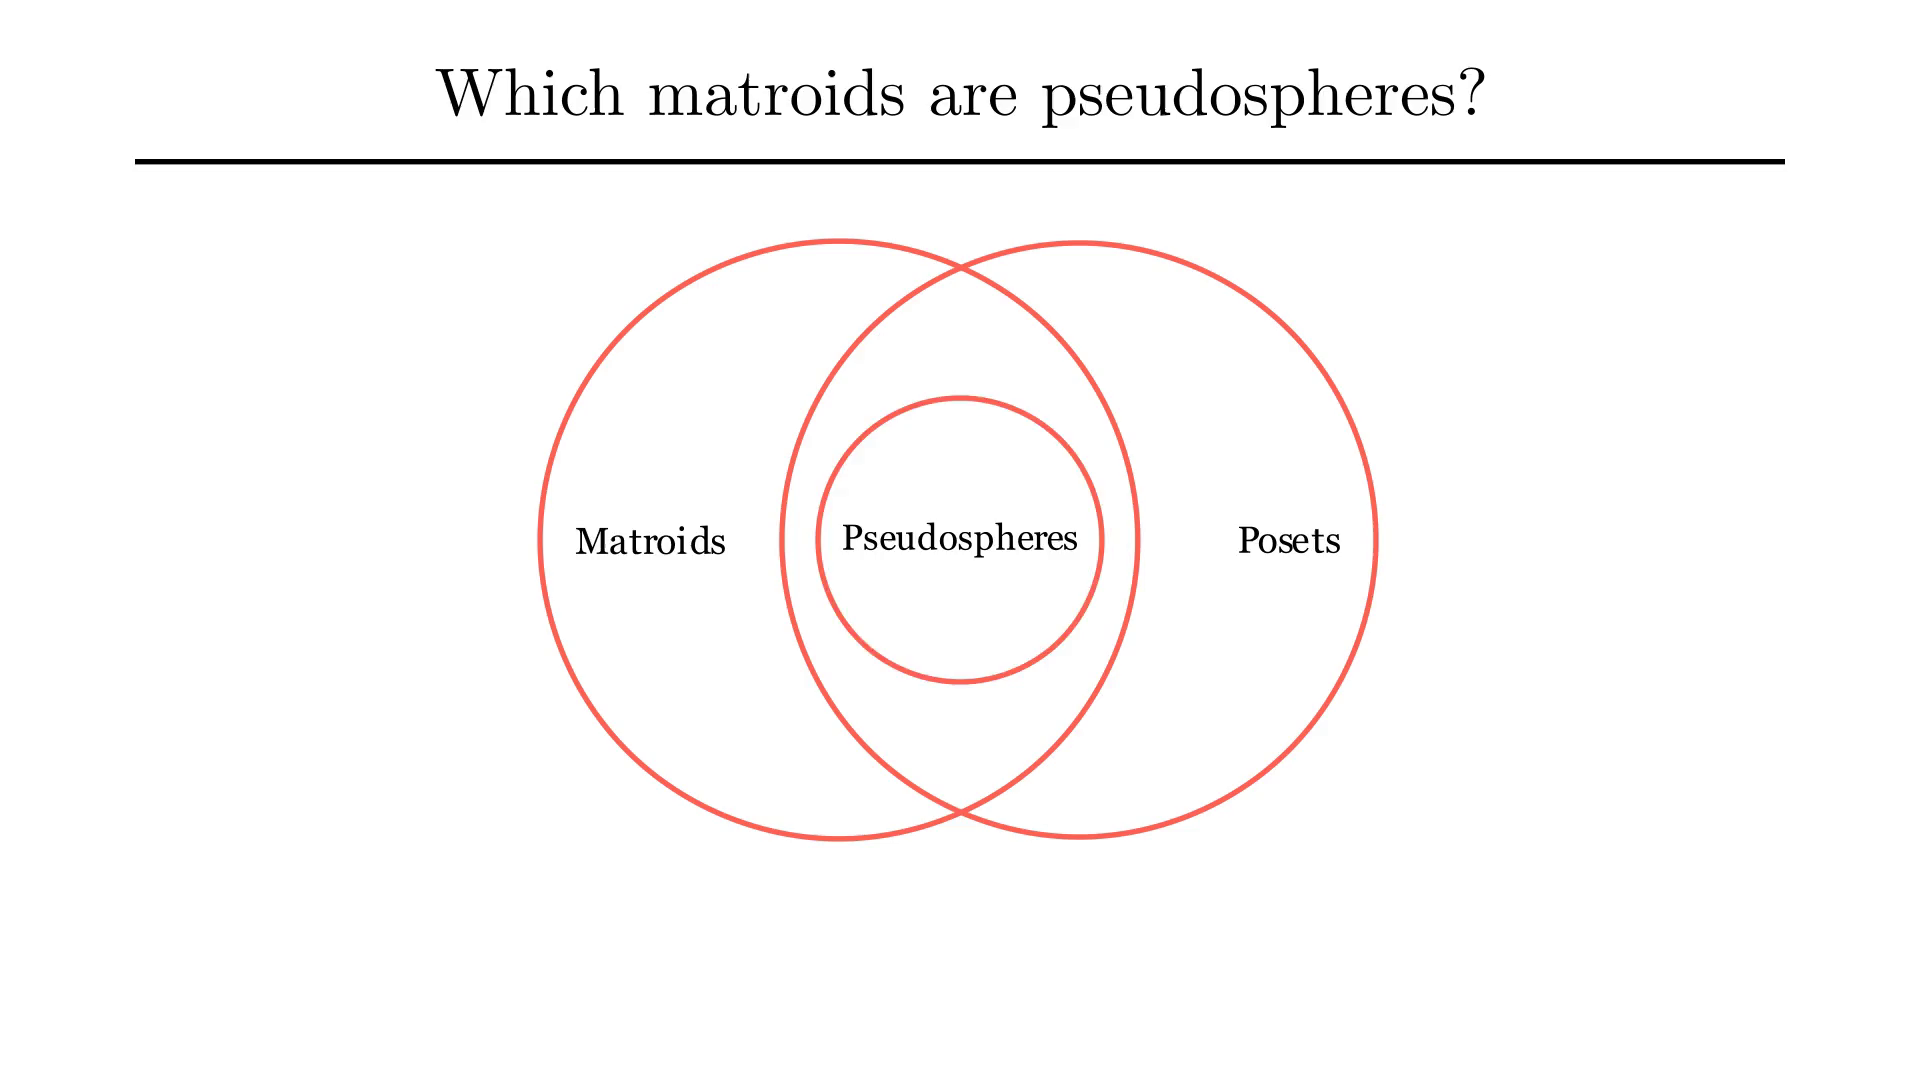 Which matroids are pseudospheres?
Matroids
Pseudospheres
Posets